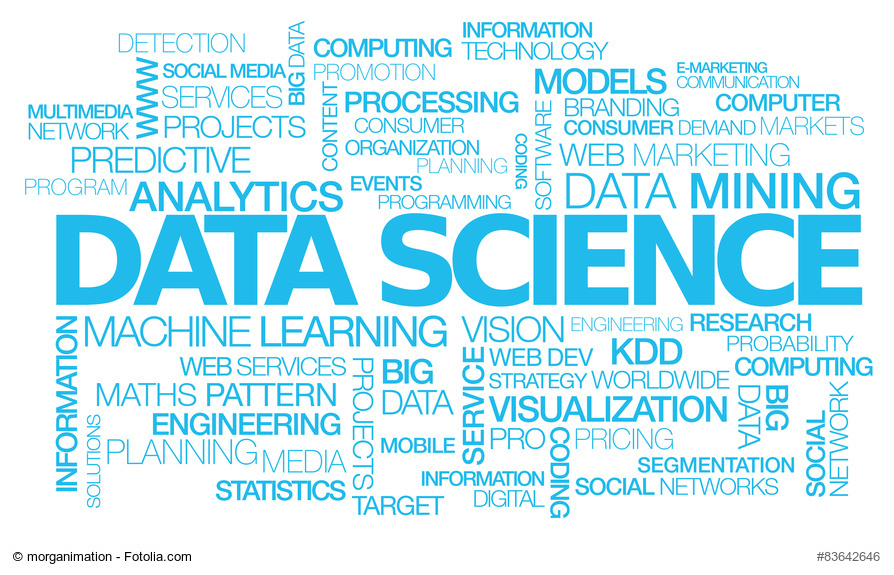 DETECTION
BIG DATA
COMPUTING
INFORMATION
TECHNOLOGY
WWW
SOCIAL MEDIA
PROMOTION
MODELS
E-MARKETING
COMMUNICATION
SERVICES
CONTENT
PROCESSING
BRANDING
COMPUTER
MULTIMEDIA
NETWORK
PROJECTS
CONSUMER
CONSUMER DEMAND MARKETS
PREDICTIVE
ORGANIZATION
PLANNING
CODING
SOFTWARE
WEB MARKETING
PROGRAM
ANALYTICS
EVENTS
PROGRAMMING
DATA MINING
DATA SCIENCE
INFORMATION
MACHINE LEARNING
VISION
ENGINEERING
RESEARCH
PROBABILITY
WEB SERVICES
PROJECTS
BIG
DATA
SERVICE
WEB DEV
KDD
COMPUTING
MATHS PATTERN
STRATEGY WORLDWIDE
BIG
DATA
SOCIAL
NETWORK
ENGINEERING
VISUALIZATION
SOLUTIONS
PLANNING
MEDIA
MOBILE
PRO
CODING
PRICING
SEGMENTATION
STATISTICS
TARGET
INFORMATION
DIGITAL
SOCIAL NETWORKS
© morganimation - Fotolia.com
#83642646